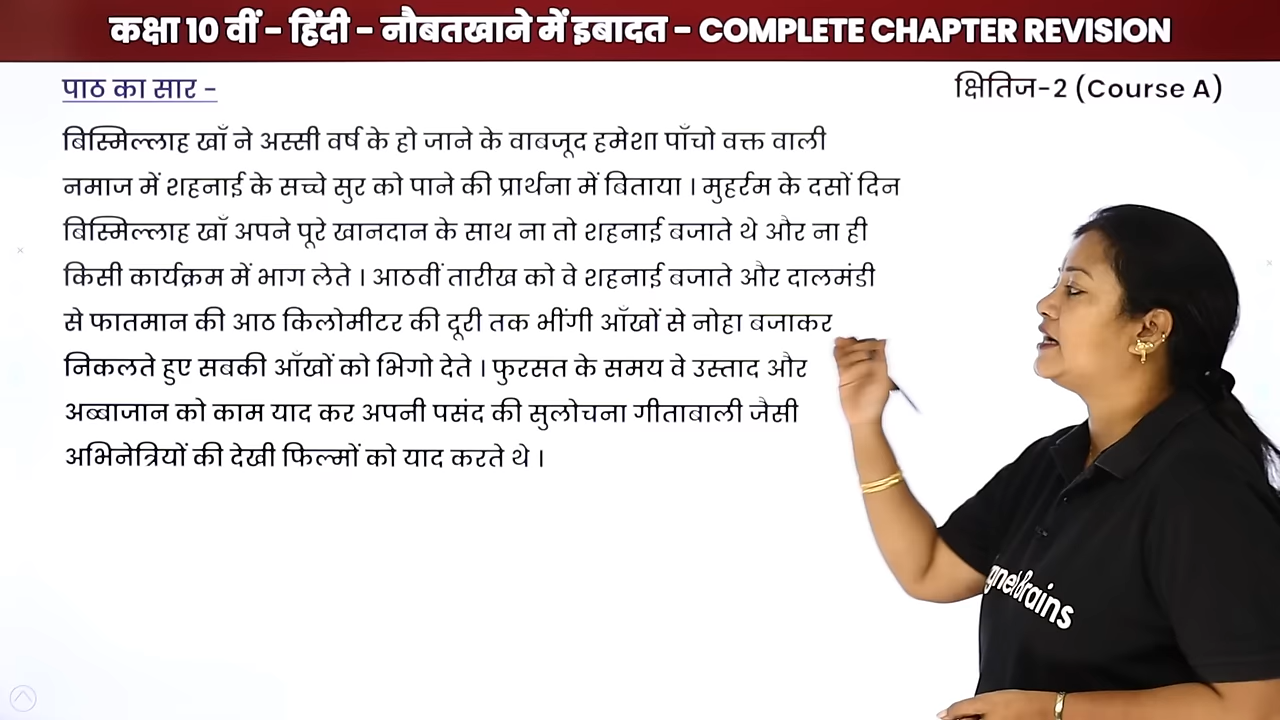 कक्षा 10 वीं - हिंदी - नौबतखाने में इबादत - COMPLETE CHAPTER REVISION
पाठ का सार -
क्षितिज-2 (Course A)
बिस्मिल्लाह खाँ ने अस्सी वर्ष के हो जाने के वाबजूद हमेशा पाँचो वक्त वाली
नमाज में शहनाई के सच्चे सुर को पाने की प्रार्थना में बिताया । मुहर्रम के दसों दिन
बिस्मिल्लाह खाँ अपने पूरे खानदान के साथ ना तो शहनाई बजाते थे और ना ही
किसी कार्यक्रम में भाग लेते । आठवीं तारीख को वे शहनाई बजाते और दालमंडी
से फातमान की आठ किलोमीटर की दूरी तक भींगी आँखों से नोहा बजाकर
निकलते हुए सबकी आँखों को भिगो देते । फुरसत के समय वे उस्ताद और
अब्बाजान को काम याद कर अपनी पसंद की सुलोचना गीताबाली जैसी
अभिनेत्रियों की देखी फिल्मों को याद करते थे ।
gnet Brains